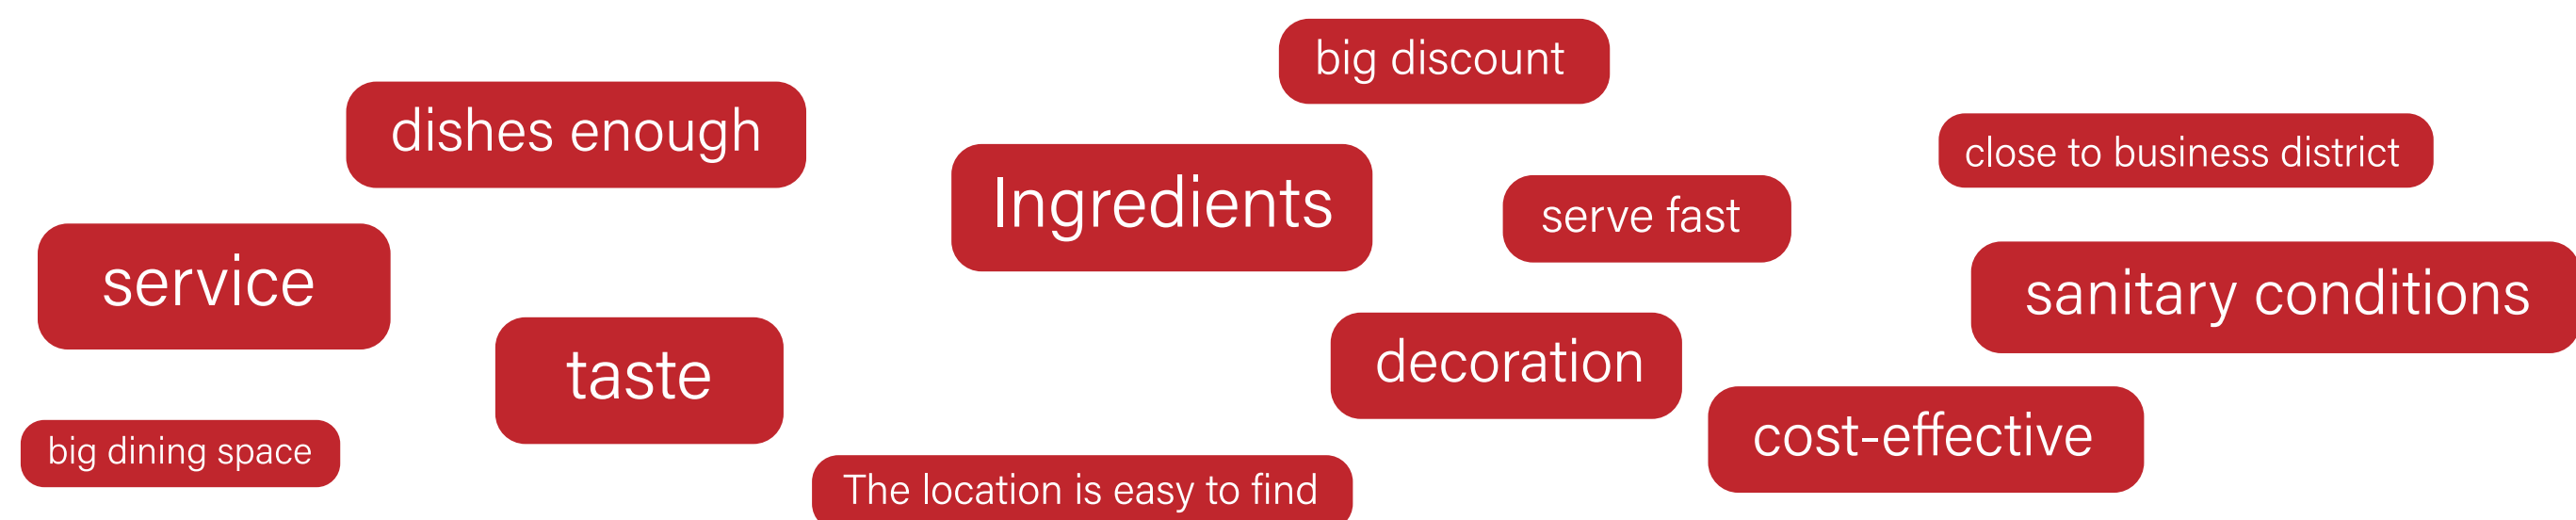 big discount
dishes enough
close to business district
Ingredients
serve fast
service
sanitary conditions
taste
decoration
cost-effective
big dining space
The location is easy to find